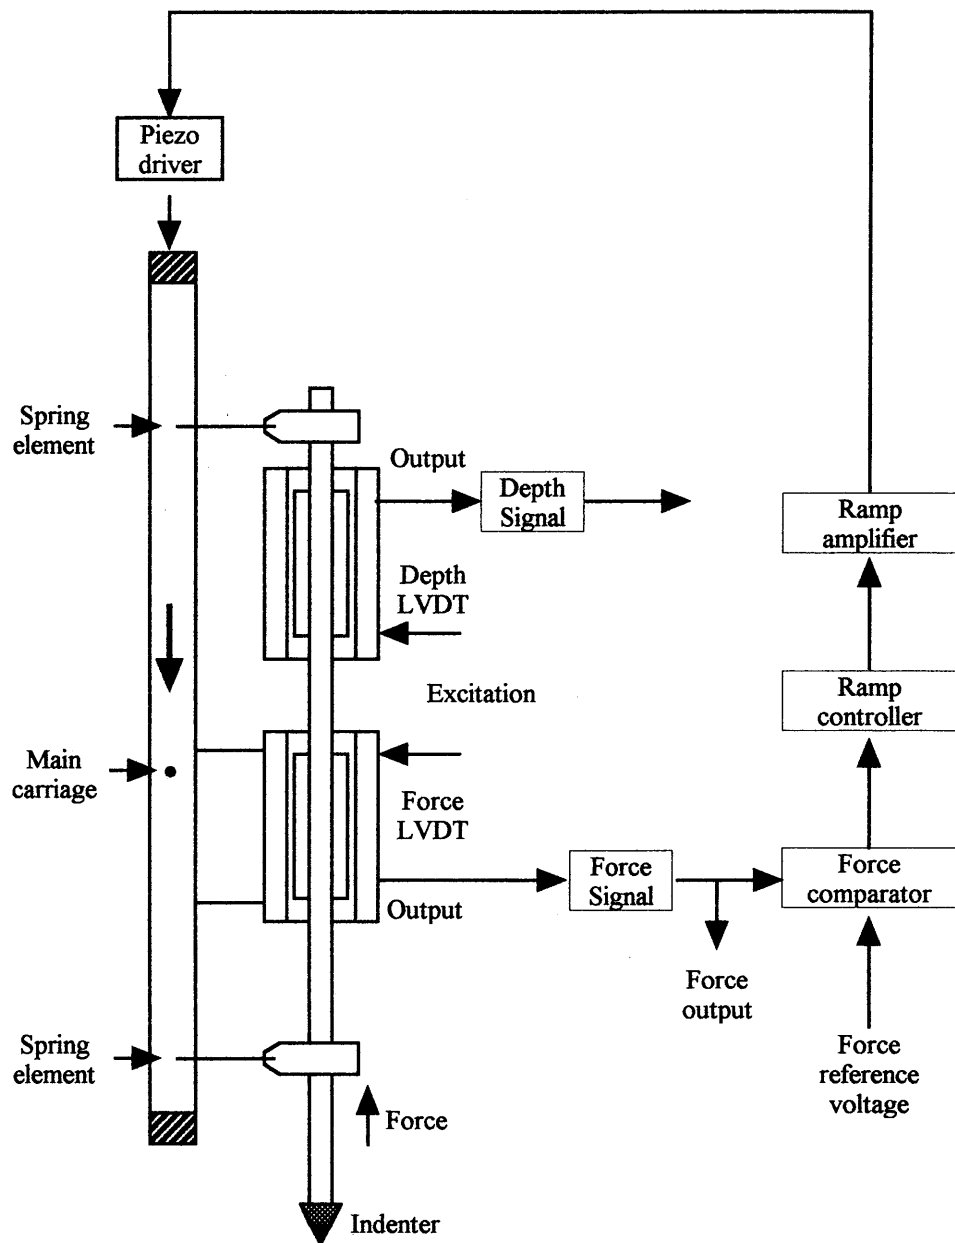 Piezo
driver
Spring
element
Output
Depth
Signal
Ramp
amplifier
Depth
LVDT
Excitation
Ramp
controller
Main
carriage
Force
LVDT
Force
Signal
Force
comparator
Output
Force
output
Spring
element
Force
reference
voltage
Force
Indenter